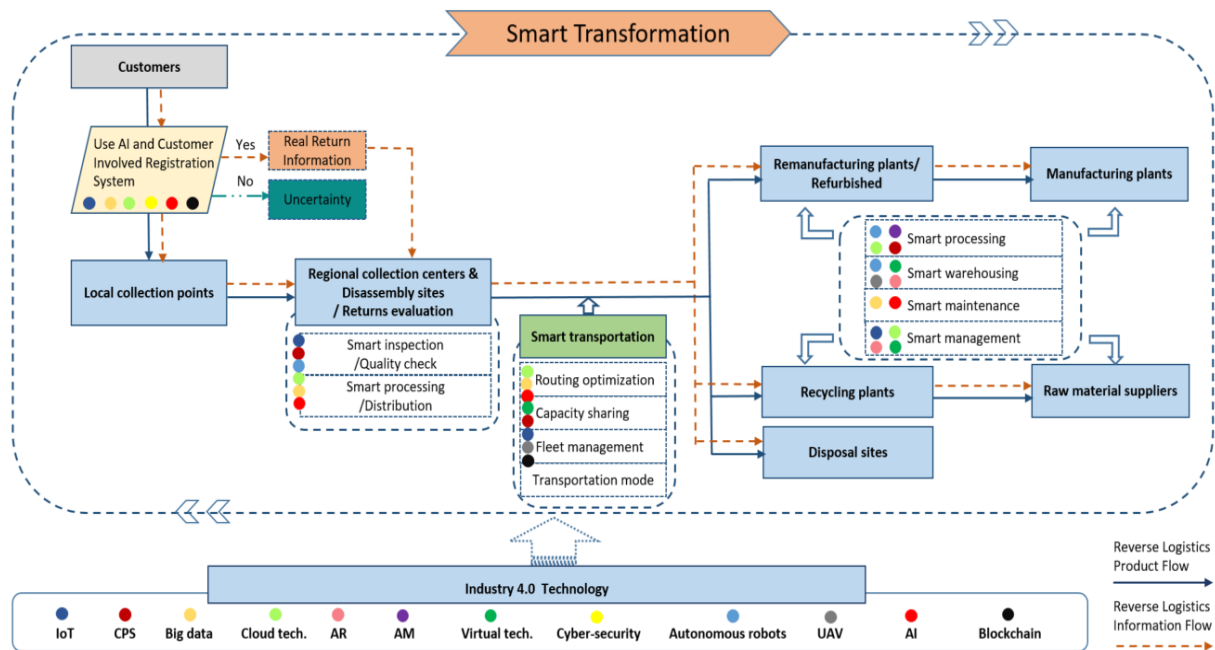 Smart Transformation
Customers
Use AI and Customer
Involved Registration
System
Yes
No
Real Return
Information
Uncertainty
Local collection points
Regional collection centers &
Disassembly sites
/ Returns evaluation
Smart inspection
/Quality check
Smart processing
/Distribution
Smart transportation
Routing optimization
Capacity sharing
Fleet management
Transportation mode
Remanufacturing plants/
Refurbished
Manufacturing plants
Smart processing
Smart warehousing
Smart maintenance
Smart management
Recycling plants
Raw material suppliers
Disposal sites
Industry 4.0 Technology
IoT
CPS
Big data
Cloud tech.
AR
AM
Virtual tech.
Cyber-security
Autonomous robots
UAV
AI
Blockchain
Reverse Logistics
Product Flow
Reverse Logistics
Information Flow